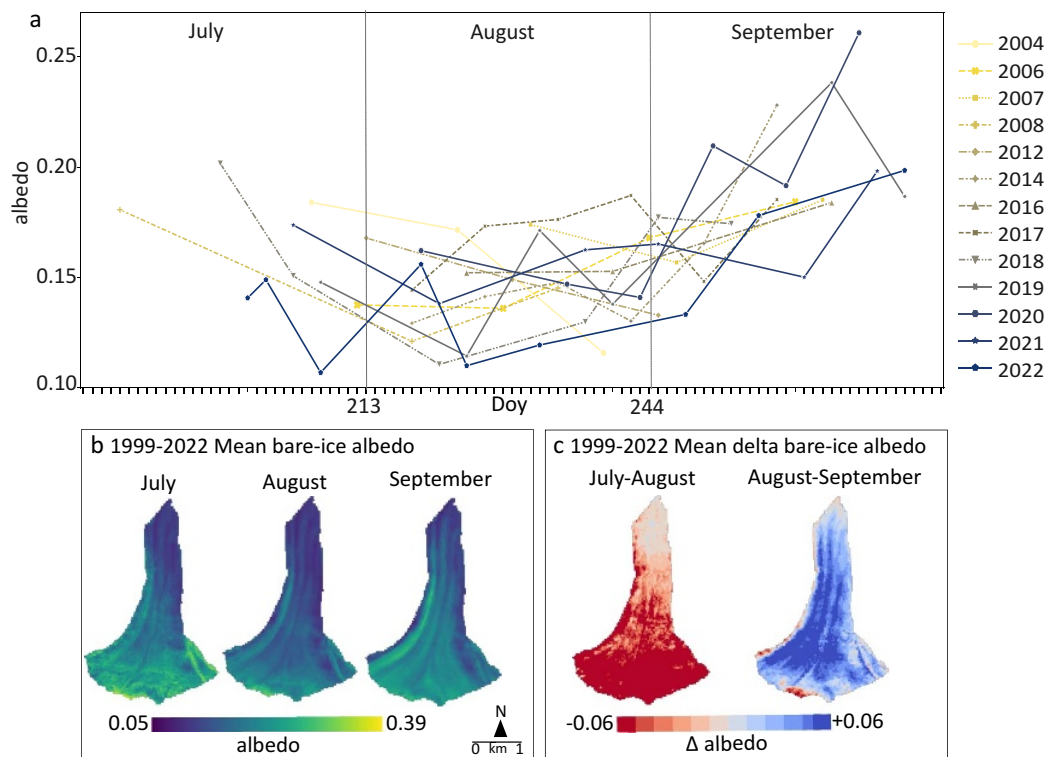 a
July August September
0.25
0.20
0.15
0.10
albedo
213 Doy 244
2004
2006
2007
2008
2012
2014
2016
2017
2018
2019
2020
2021
2022
b 1999-2022 Mean bare-ice albedo
July August September
0.05 0.39
albedo
N
0 km 1
c 1999-2022 Mean delta bare-ice albedo
July-August August-September
-0.06 +0.06
Δ albedo